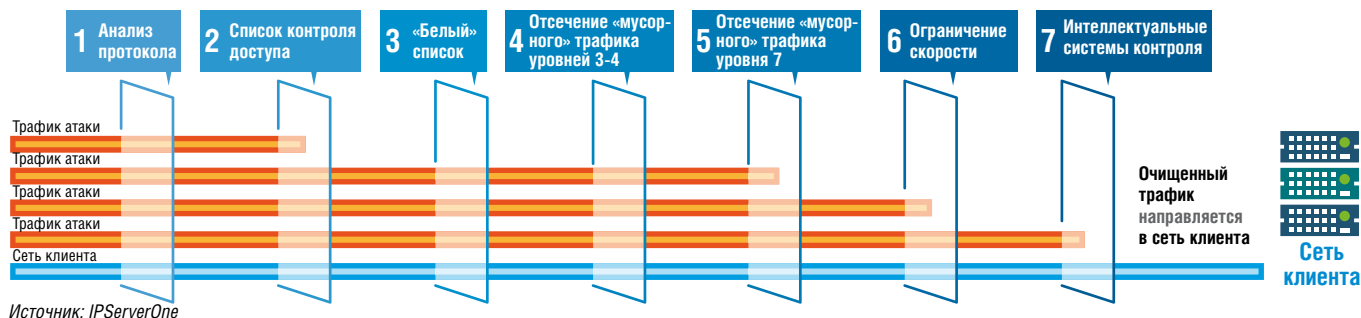 1 Анализ
протокола
2 Список контроля
доступа
3 «Белый»
список
4 Отсечение «мусор-
ного» трафика
уровней 3-4
5 Отсечение «мусор-
ного» трафика
уровня 7
6 Ограничение
скорости
7 Интеллектуальные
системы контроля
Трафик атаки
Трафик атаки
Трафик атаки
Трафик атаки
Сеть клиента
Очищенный
трафик
направляется
в сеть клиента
Сеть
клиента
Источник: IPServerOne